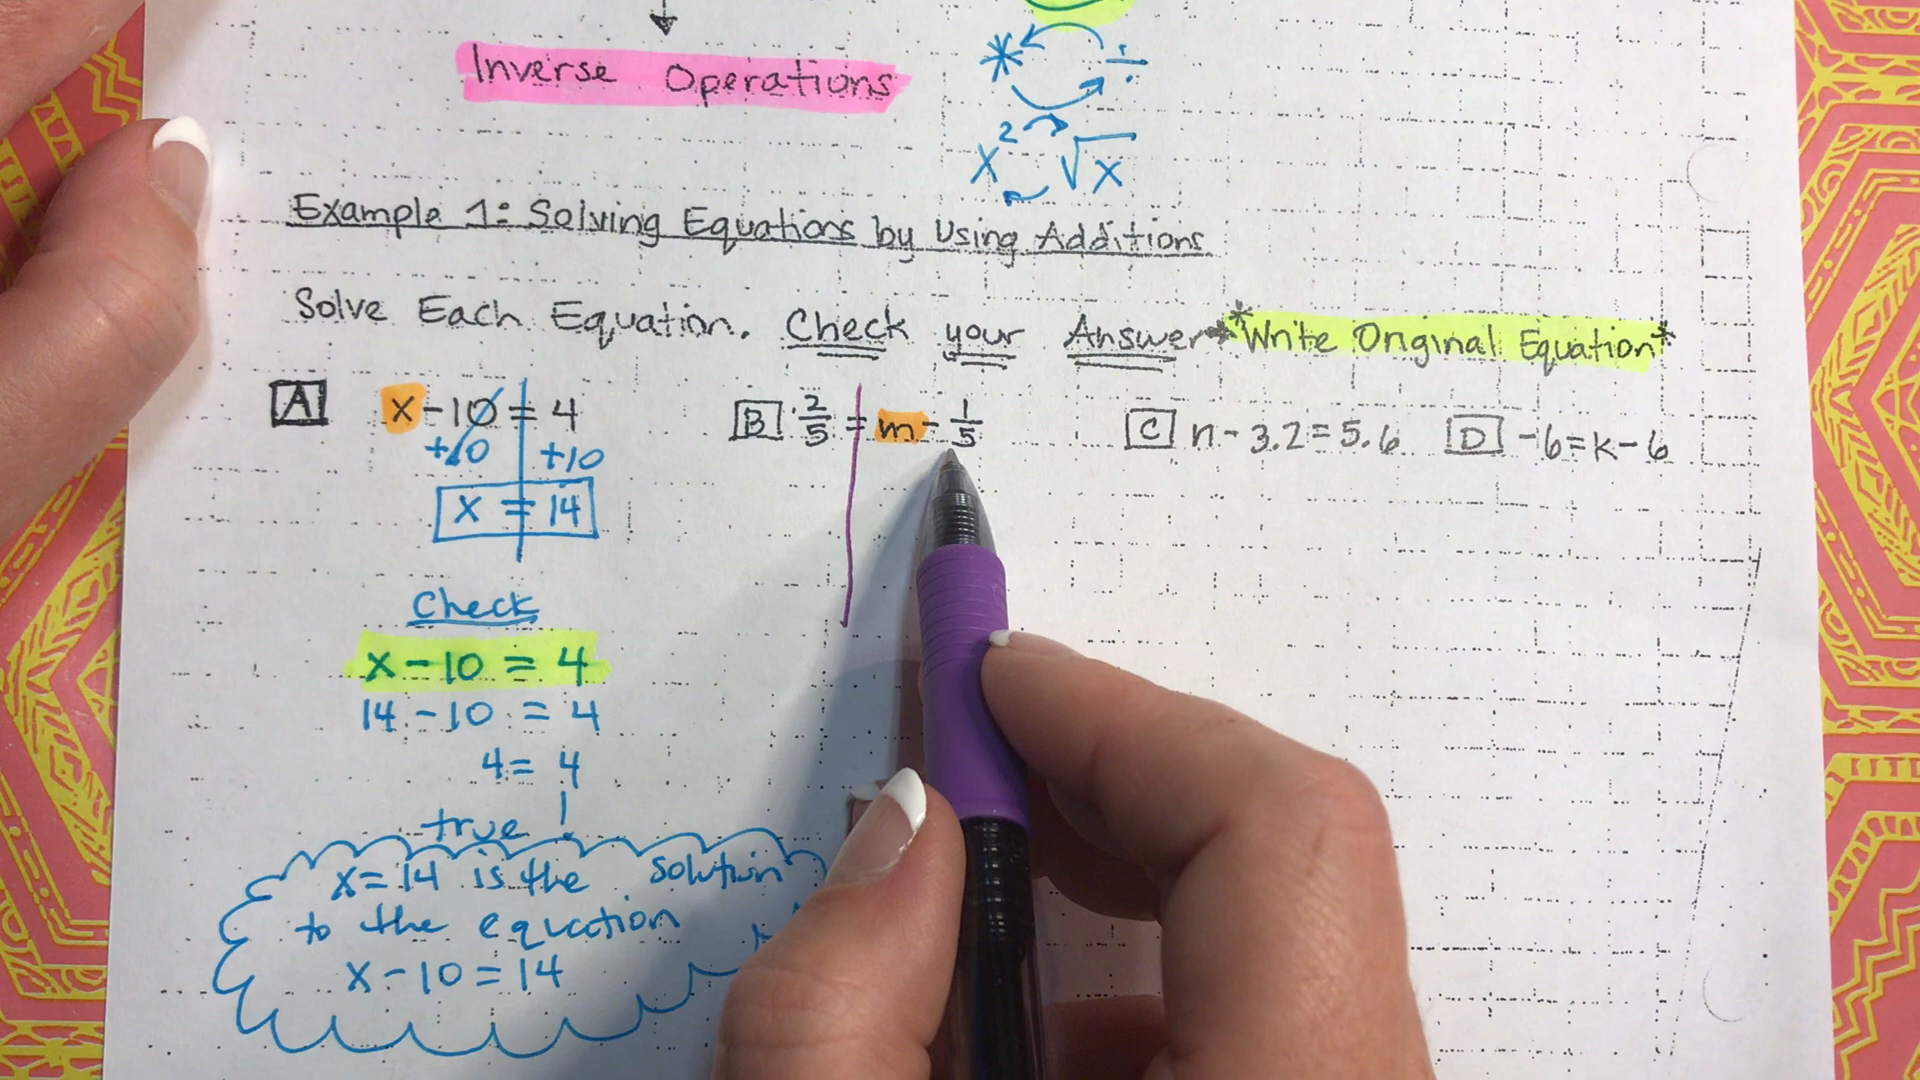 Inverse Operations
* ÷
x² √x
Example 1: Solving Equations by Using Additions
Solve Each Equation. Check your Answer **Write Original Equation*
A x - 10 = 4
+10 +10
x = 14
B 2/5 = m - 1/5
C n - 3.2 = 5.6
D -6 = k - 6
Check
x - 10 = 4
14 - 10 = 4
4 = 4
true
x = 14 is the solution
to the equation
x - 10 = 14